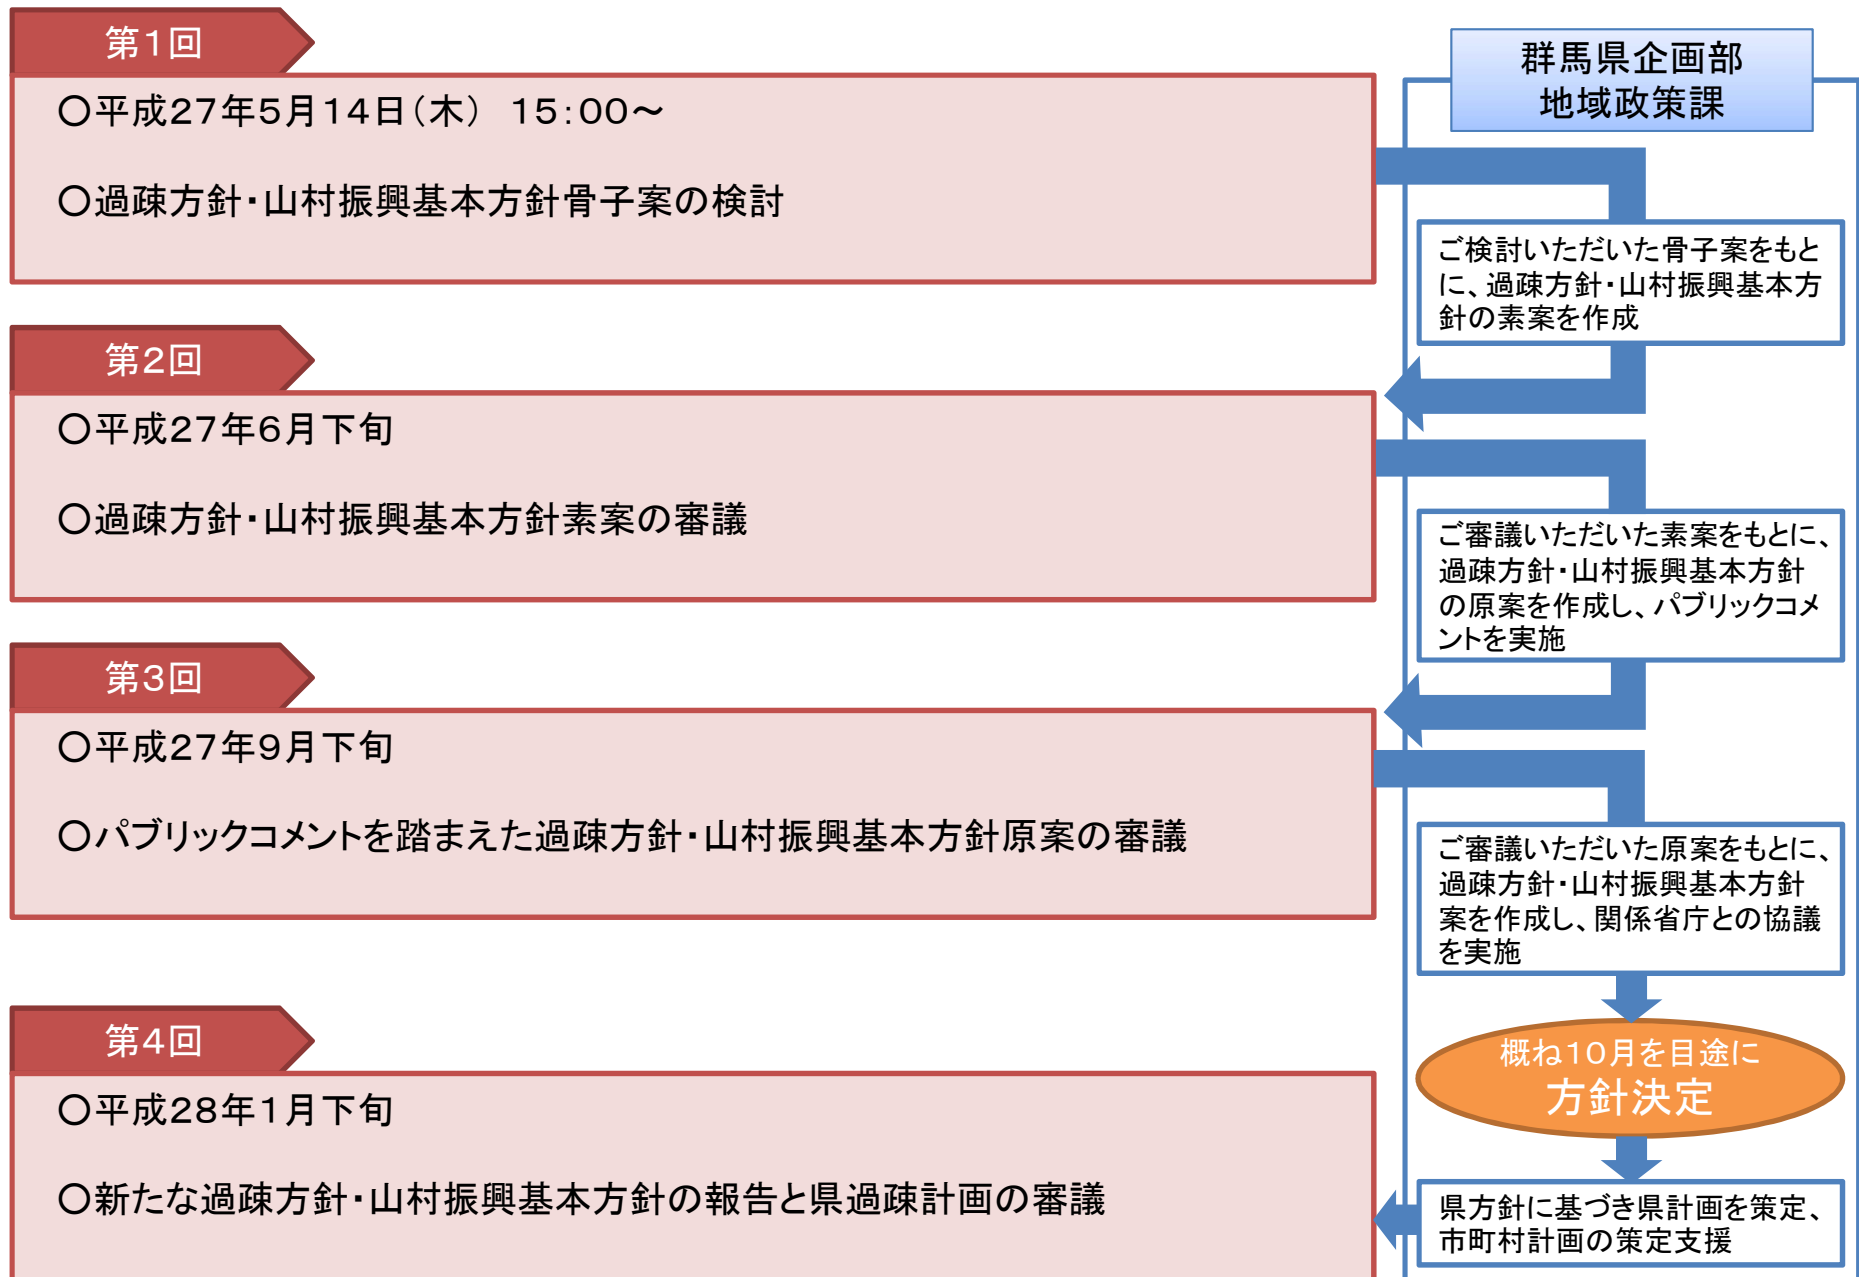 第1回
○平成27年5月14日（木） 15:00～
○過疎方針・山村振興基本方針骨子案の検討
群馬県企画部
地域政策課
ご検討いただいた骨子案をもと
に、過疎方針・山村振興基本方
針の素案を作成
第2回
○平成27年6月下旬
○過疎方針・山村振興基本方針素案の審議
ご審議いただいた素案をもとに、
過疎方針・山村振興基本方針
の原案を作成し、パブリックコメ
ントを実施
第3回
○平成27年9月下旬
○パブリックコメントを踏まえた過疎方針・山村振興基本方針原案の審議
ご審議いただいた原案をもとに、
過疎方針・山村振興基本方針
案を作成し、関係省庁との協議
を実施
概ね10月を目途に
方針決定
県方針に基づき県計画を策定、
市町村計画の策定支援
第4回
○平成28年1月下旬
○新たな過疎方針・山村振興基本方針の報告と県過疎計画の審議